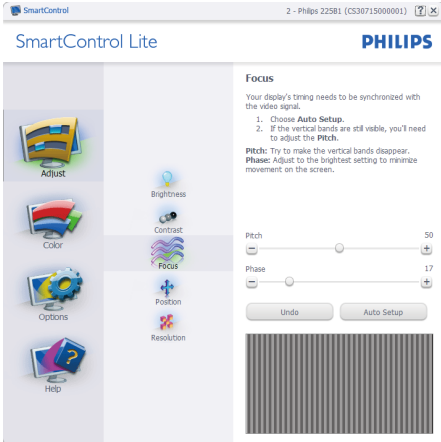 SmartControl
2 - Philips 225B1 (CS30715000001)
SmartControl Lite
PHILIPS
Adjust
Color
Options
Help
Brightness
Contrast
Focus
Position
Resolution
Focus
Your display's timing needs to be synchronized with
the video signal.
1. Choose Auto Setup.
2. If the vertical bands are still visible, you'll need
to adjust the Pitch.
Pitch: Try to make the vertical bands disappear.
Phase: Adjust to the brightest setting to minimize
movement on the screen.
Pitch 50
Phase 17
Undo
Auto Setup